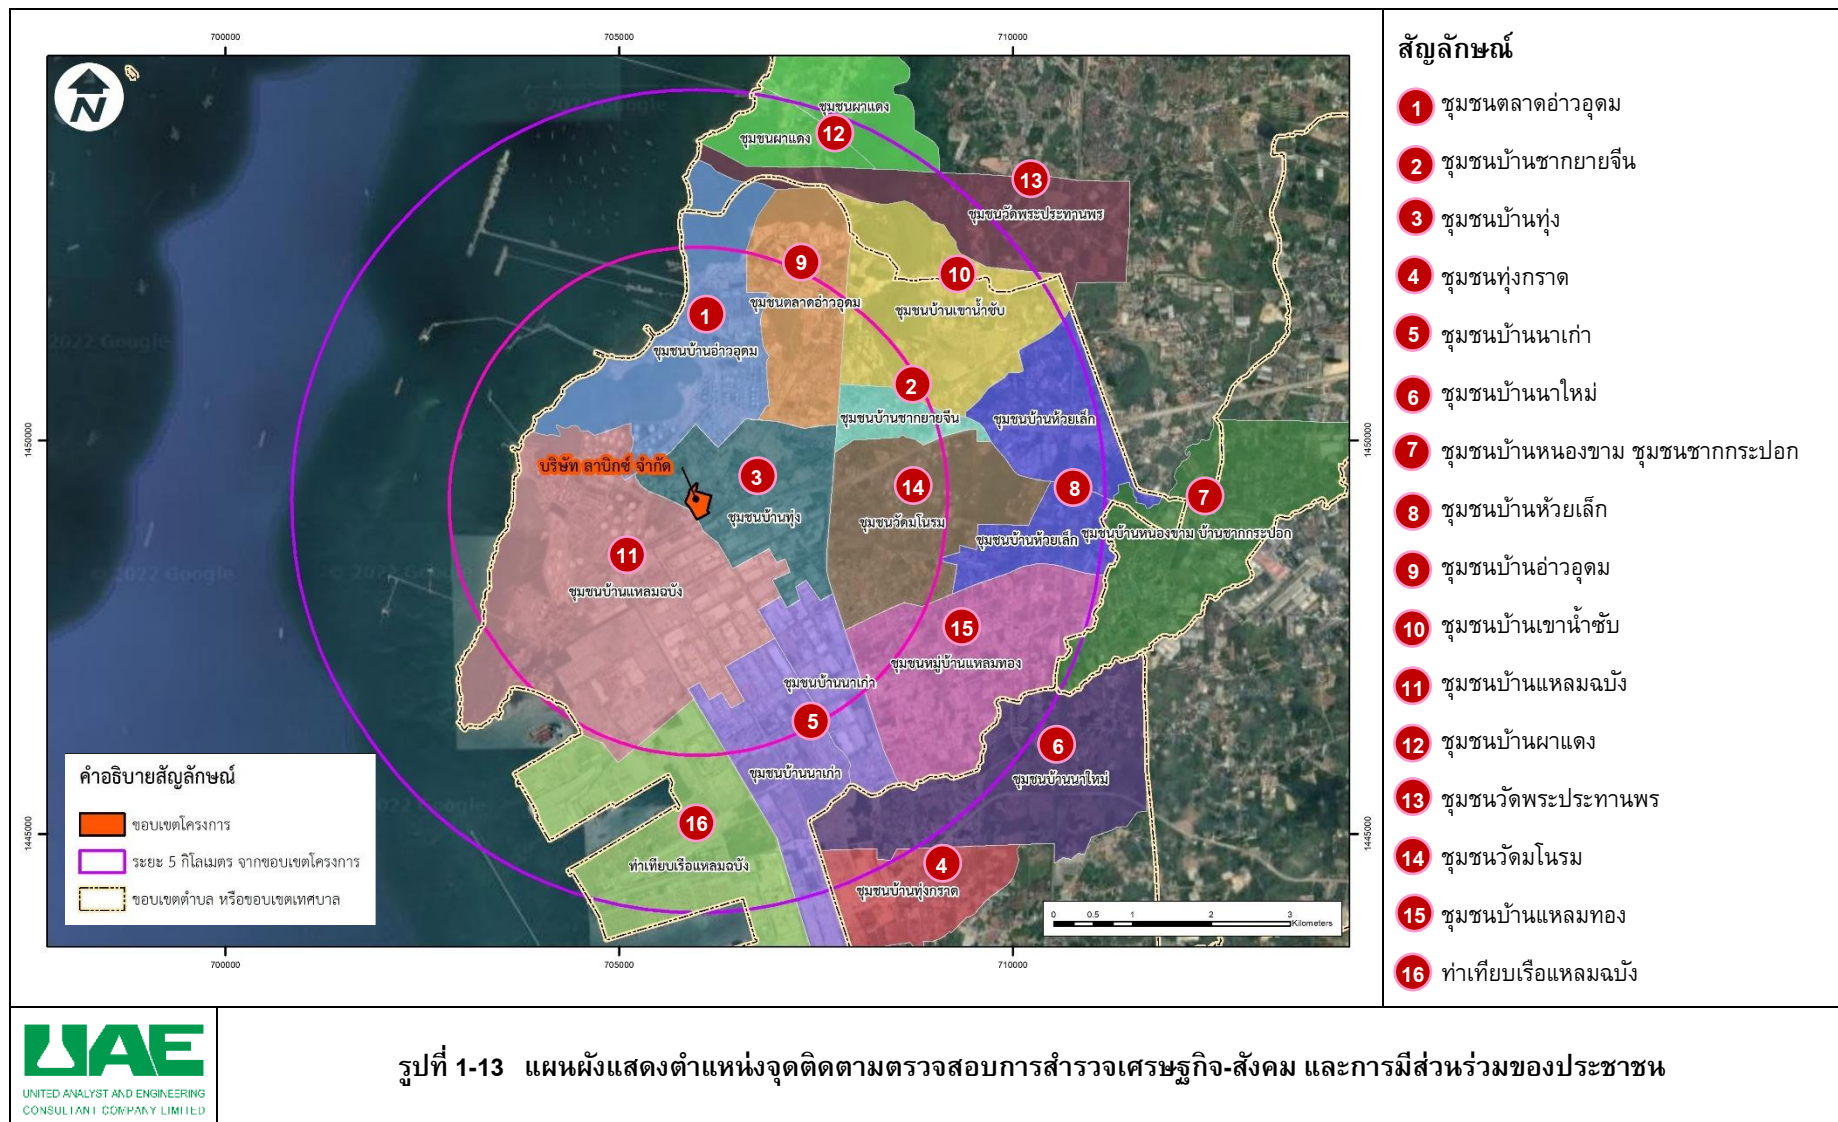 700000
705000
710000
สัญลักษณ์
1 ชุมชนตลาดอ่าวอุดม
2 ชุมชนบ้านชากยายจีน
3 ชุมชนบ้านทุ่ง
4 ชุมชนทุ่งกราด
5 ชุมชนบ้านนาเก่า
6 ชุมชนบ้านนาใหม่
7 ชุมชนบ้านหนองขาม ชุมชนชากกระปอก
8 ชุมชนบ้านห้วยเล็ก
9 ชุมชนบ้านอ่าวอุดม
10 ชุมชนบ้านเขาน้ำซับ
11 ชุมชนบ้านแหลมฉบัง
12 ชุมชนบ้านผาแดง
13 ชุมชนวัดพระประทานพร
14 ชุมชนวัดมโนรม
15 ชุมชนบ้านแหลมทอง
16 ท่าเทียบเรือแหลมฉบัง
N
© 2022 Google
ชุมชนผาแดง
12
ชุมชนผาแดง
13
ชุมชนวัดพระประทานพร
9
10
ชุมชนตลาดอ่าวอุดม
ชุมชนบ้านเขาน้ำซับ
1
2022 Google
ชุมชนบ้านอ่าวอุดม
2
ชุมชนบ้านชากยายจีน
ชุมชนบ้านห้วยเล็ก
1450000
1450000
บริษัท ลาบิกซ์ จำกัด
3
14
8
7
ชุมชนบ้านทุ่ง
ชุมชนวัดมโนรม
ชุมชนบ้านห้วยเล็ก
ชุมชนบ้านหนองขาม บ้านชากกระปอก
11
© 2022 Google
ชุมชนบ้านแหลมฉบัง
15
ชุมชนหมู่บ้านแหลมทอง
ชุมชนบ้านนาเก่า
5
6
ชุมชนบ้านนาเก่า
ชุมชนบ้านนาใหม่
2022 Google
16
ท่าเทียบเรือแหลมฉบัง
4
ชุมชนบ้านทุ่งกราด
1445000
1445000
คำอธิบายสัญลักษณ์
ขอบเขตโครงการ
ระยะ 5 กิโลเมตร จากขอบเขตโครงการ
ขอบเขตตำบล หรือขอบเขตเทศบาล
0 0.5 1 2 3
Kilometers
700000
705000
710000
UAE
UNITED ANALYST AND ENGINEERING
CONSULTANT COMPANY LIMITED
รูปที่ 1-13 แผนผังแสดงตำแหน่งจุดติดตามตรวจสอบการสำรวจเศรษฐกิจ-สังคม และการมีส่วนร่วมของประชาชน